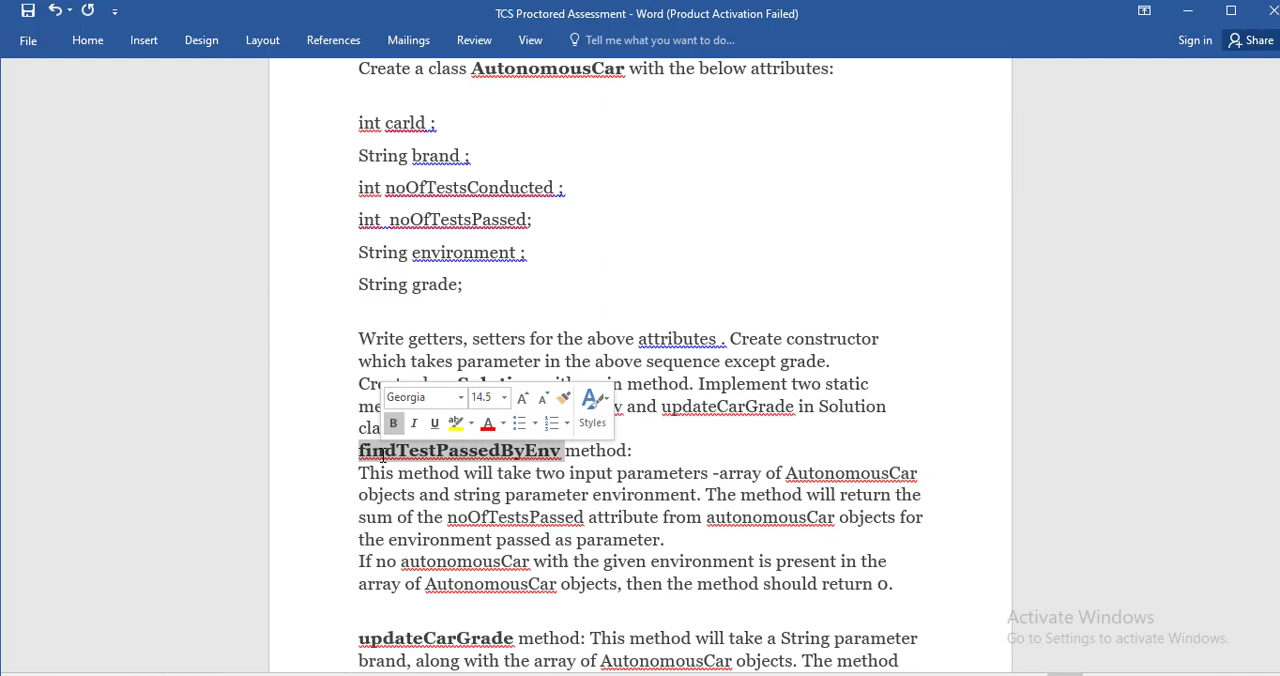 TCS Proctored Assessment - Word (Product Activation Failed)
File Home Insert Design Layout References Mailings Review View Tell me what you want to do... Sign in Share
Create a class AutonomousCar with the below attributes:
int carId ;
String brand ;
int noOfTestsConducted ;
int noOfTestsPassed;
String environment ;
String grade;
Write getters, setters for the above attributes . Create constructor
which takes parameter in the above sequence except grade.
method. Implement two static
and updateCarGrade in Solution
Georgia 14.5
B I U Styles
findTestPassedByEnv method:
This method will take two input parameters -array of AutonomousCar
objects and string parameter environment. The method will return the
sum of the noOfTestsPassed attribute from autonomousCar objects for
the environment passed as parameter.
If no autonomousCar with the given environment is present in the
array of AutonomousCar objects, then the method should return 0.
Activate Windows
Go to Settings to activate Windows.
updateCarGrade method: This method will take a String parameter
brand, along with the array of AutonomousCar objects. The method